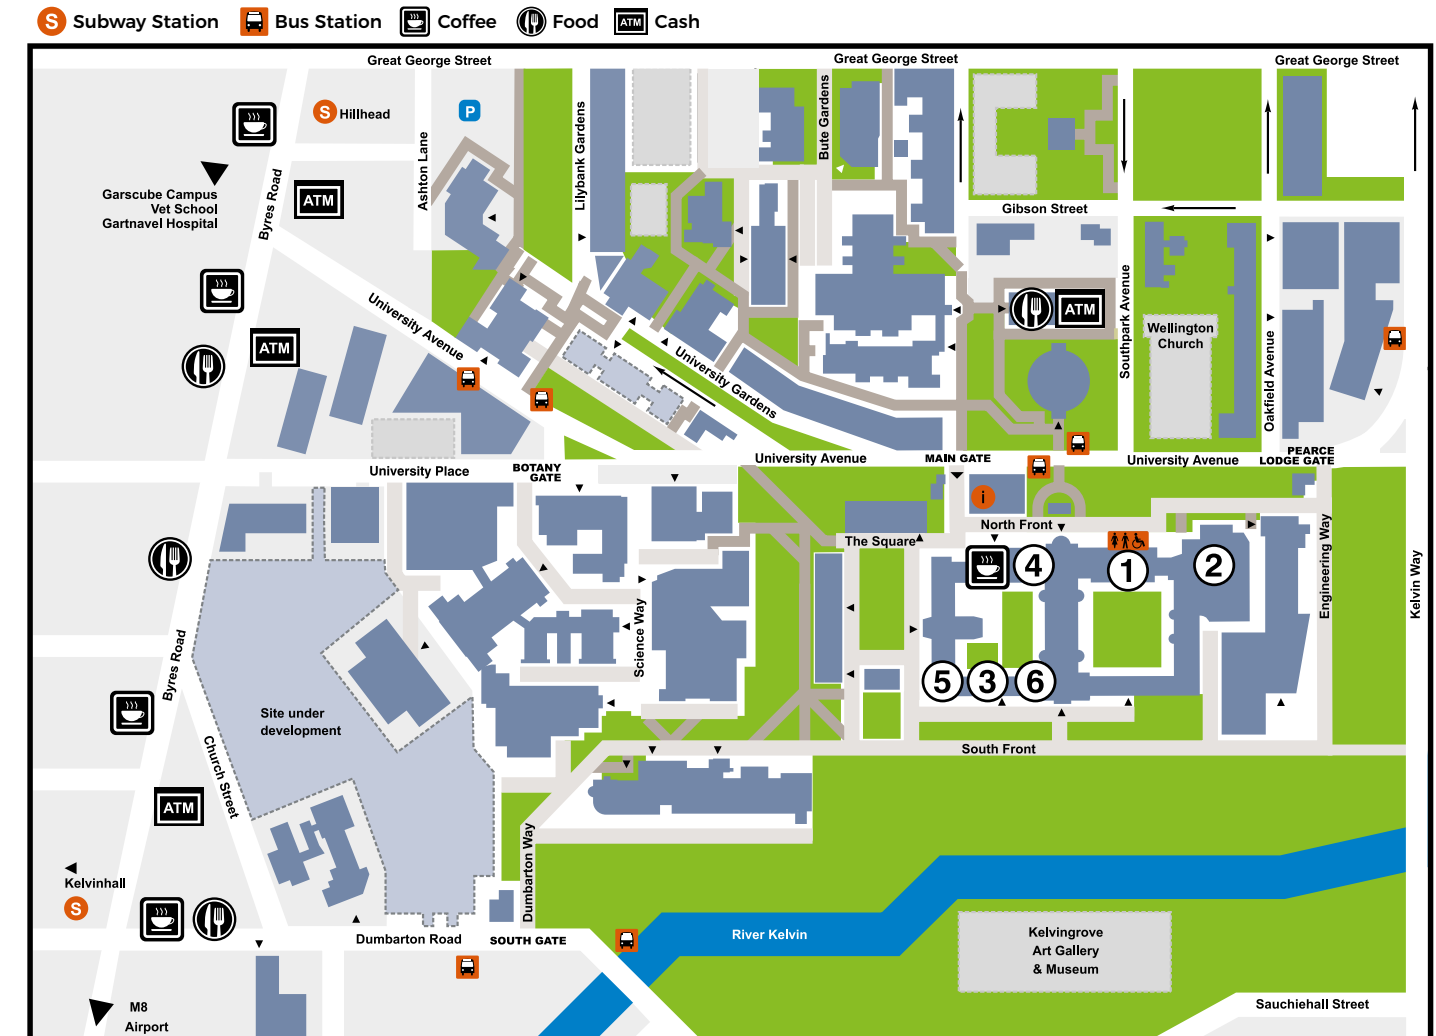 S Subway Station Bus Station Coffee Food ATM Cash
Great George Street
Great George Street
Great George Street
S Hillhead
P
Ashton Lane
Lilybank Gardens
Bute Gardens
Garscube Campus
Vet School
Gartnavel Hospital
Byres Road
ATM
Gibson Street
University Avenue
ATM
ATM
Southpark Avenue
Wellington
Church
Oakfield Avenue
University Gardens
University Place
BOTANY
GATE
University Avenue
MAIN GATE
University Avenue
PEARCE
LODGE GATE
i
North Front
The Square
4
1
2
Engineering Way
Kelvin Way
Science Way
Byres Road
5
3
6
Site under
development
South Front
Church Street
ATM
Kelvinhall
S
Dumbarton Way
Dumbarton Road
SOUTH GATE
River Kelvin
Kelvingrove
Art Gallery
& Museum
M8
Airport
Sauchiehall Street